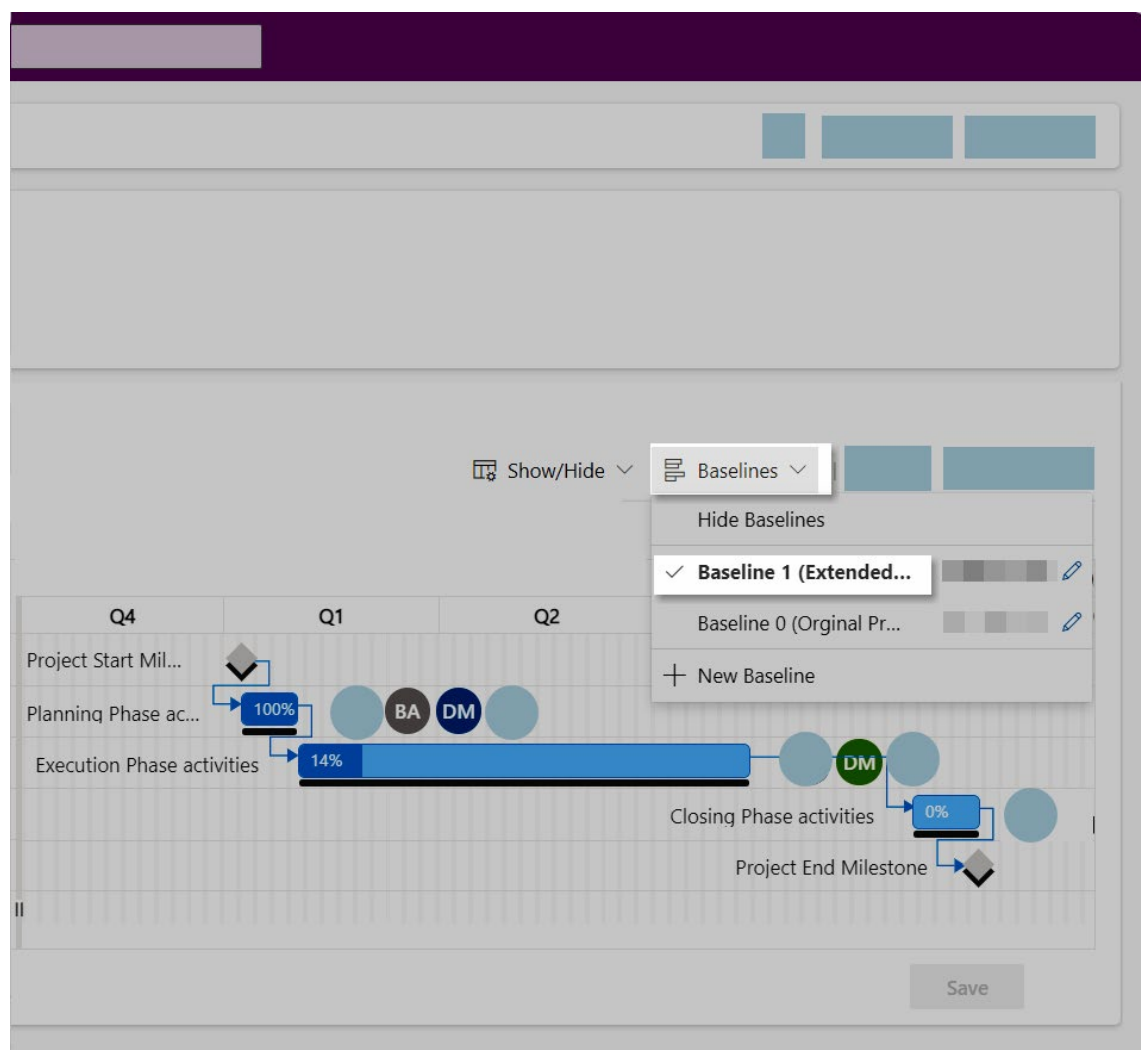 Show/Hide
Baselines
Hide Baselines
Baseline 1 (Extended...
Baseline 0 (Orginal Pr...
New Baseline
Q4 Q1 Q2
Project Start Mil...
Planning Phase ac... 100% BA DM
Execution Phase activities 14% DM
Closing Phase activities 0%
Project End Milestone
Save